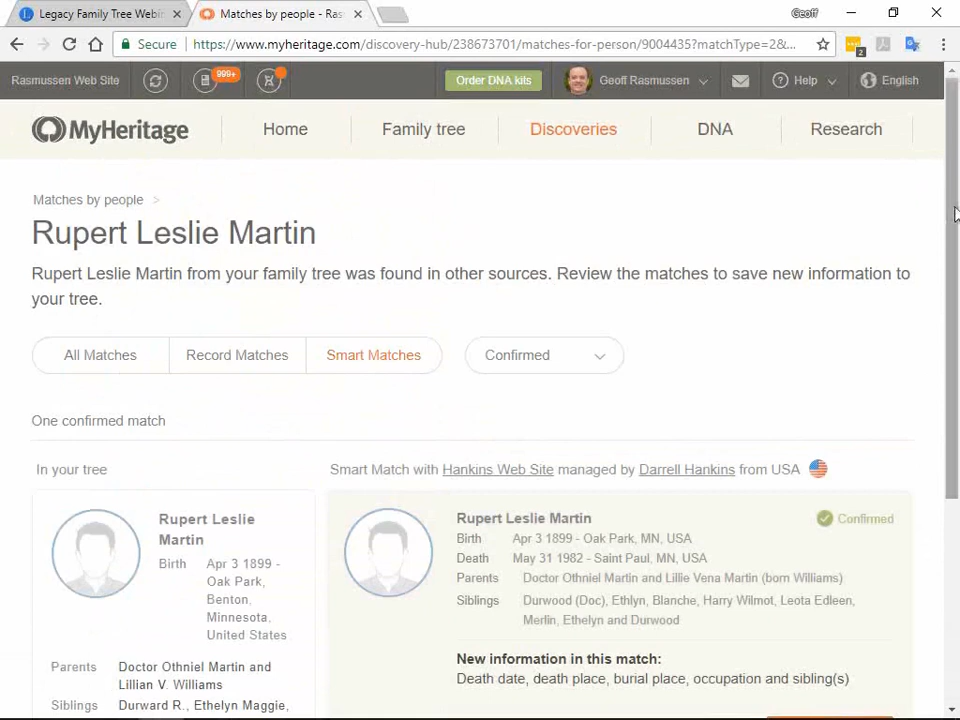 Legacy Family Tree Webin
Matches by people - Ras
Geoff
Secure
https://www.myheritage.com/discovery-hub/238673701/matches-for-person/9004435?matchType=2&...
2
Rasmussen Web Site
999+
Order DNA kits
Geoff Rasmussen
Help
English
MyHeritage
Home
Family tree
Discoveries
DNA
Research
Matches by people >
Rupert Leslie Martin
Rupert Leslie Martin from your family tree was found in other sources. Review the matches to save new information to
your tree.
All Matches
Record Matches
Smart Matches
Confirmed
One confirmed match
In your tree
Rupert Leslie
Martin
Birth Apr 3 1899 -
Oak Park,
Benton,
Minnesota,
United States
Parents Doctor Othniel Martin and
Lillian V. Williams
Siblings Durward R., Ethelyn Maggie,
Smart Match with Hankins Web Site managed by Darrell Hankins from USA
Rupert Leslie Martin
Confirmed
Birth Apr 3 1899 - Oak Park, MN, USA
Death May 31 1982 - Saint Paul, MN, USA
Parents Doctor Othniel Martin and Lillie Vena Martin (born Williams)
Siblings Durwood (Doc), Ethlyn, Blanche, Harry Wilmot, Leota Edleen,
Merlin, Ethelyn and Durwood
New information in this match:
Death date, death place, burial place, occupation and sibling(s)